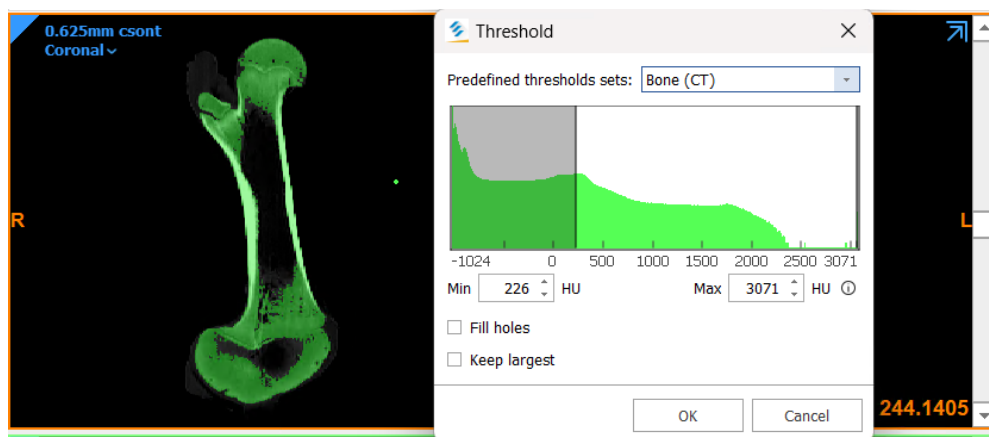 0.625mm csont
Coronal
R
Threshold
Predefined thresholds sets: Bone (CT)
-1024 0 500 1000 1500 2000 2500 3071
Min 226 HU Max 3071 HU
Fill holes
Keep largest
OK Cancel
L
244.1405